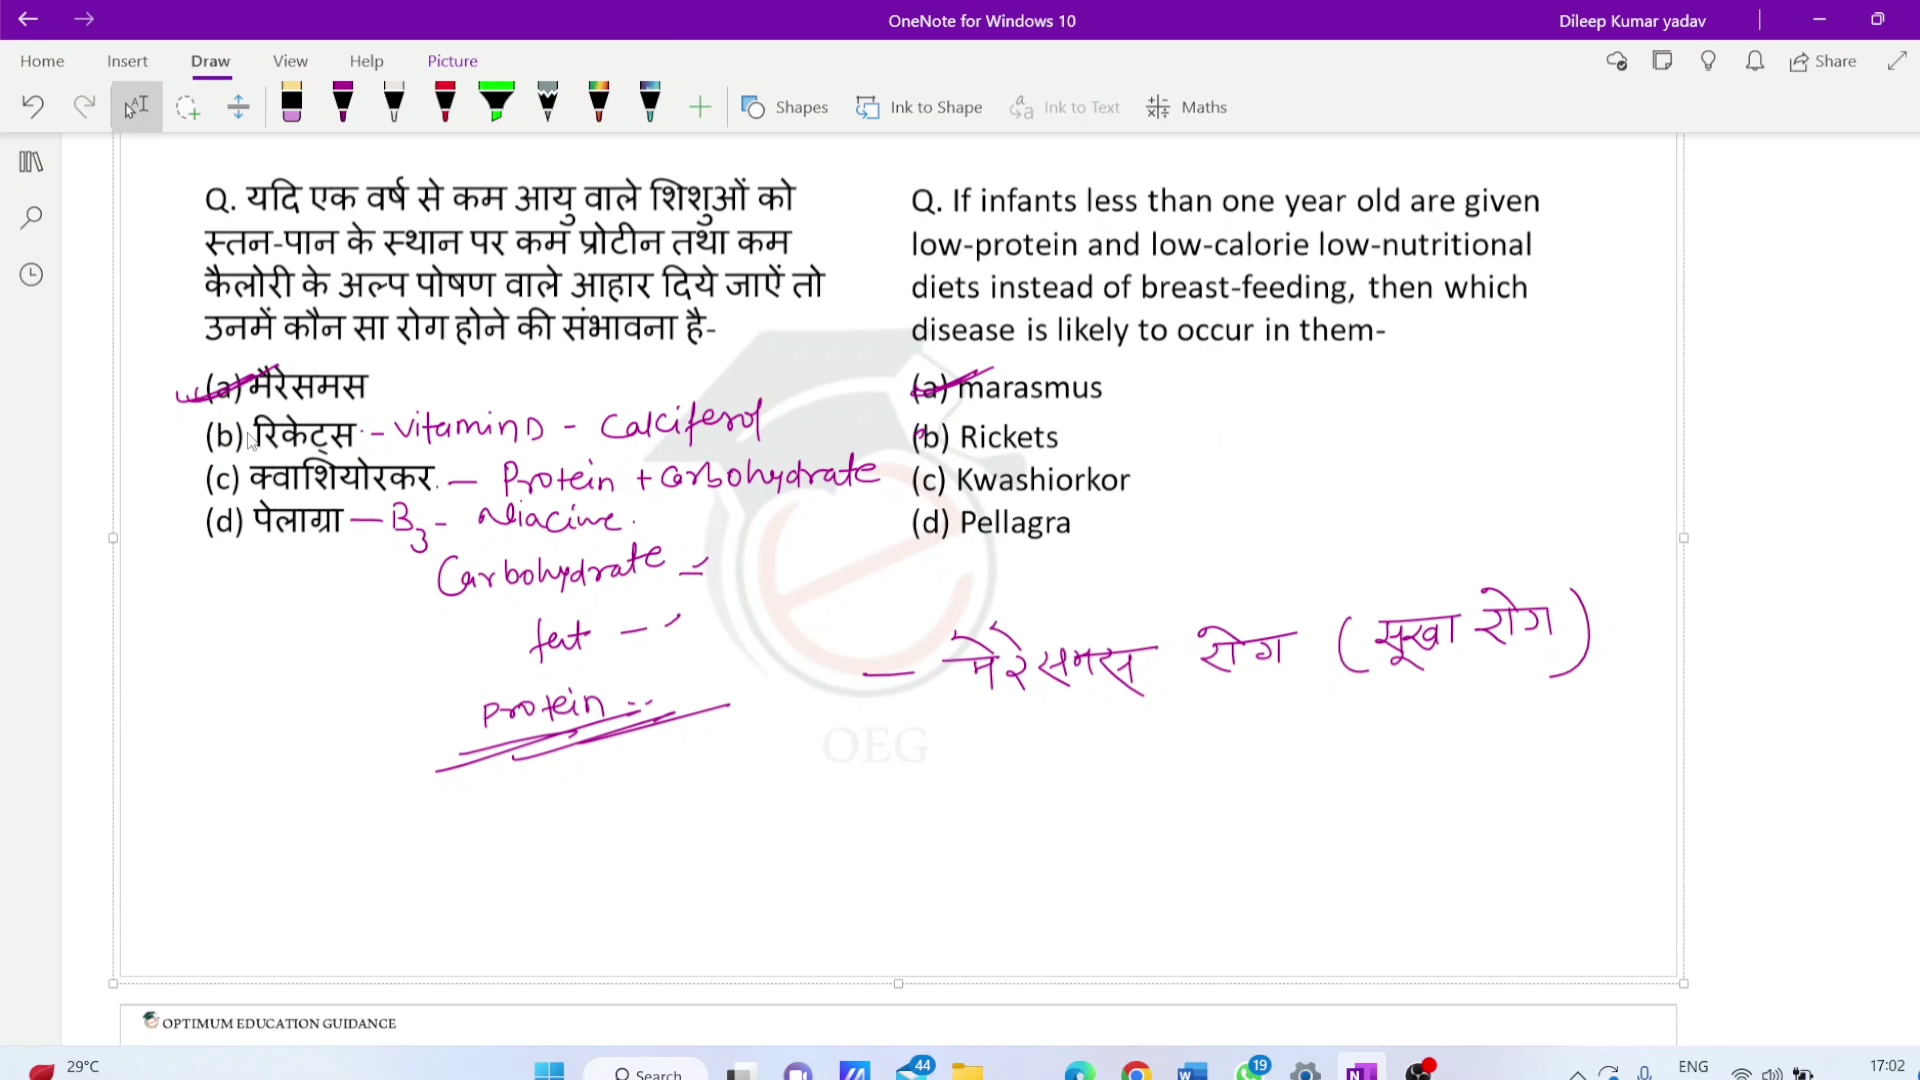 OneNote for Windows 10
Dileep Kumar yadav
Home Insert Draw View Help Picture
Share
Shapes Ink to Shape Ink to Text Maths
Q. यदि एक वर्ष से कम आयु वाले शिशुओं को
स्तन-पान के स्थान पर कम प्रोटीन तथा कम
कैलोरी के अल्प पोषण वाले आहार दिये जाऐं तो
उनमें कौन सा रोग होने की संभावना है-
(a) मैरेसमस
(b) रिकेट्स - vitamin D - Calciferol
(c) क्वाशियोरकर - Protein + Carbohydrate
(d) पेलाग्रा - B3 - Niacine.
Carbohydrate -
fat -
protein -
Q. If infants less than one year old are given
low-protein and low-calorie low-nutritional
diets instead of breast-feeding, then which
disease is likely to occur in them-
(a) marasmus
(b) Rickets
(c) Kwashiorkor
(d) Pellagra
- मैरेसमस रोग (सूखा रोग)
OEG
OPTIMUM EDUCATION GUIDANCE
29°C
Search
44
19
ENG
17:02